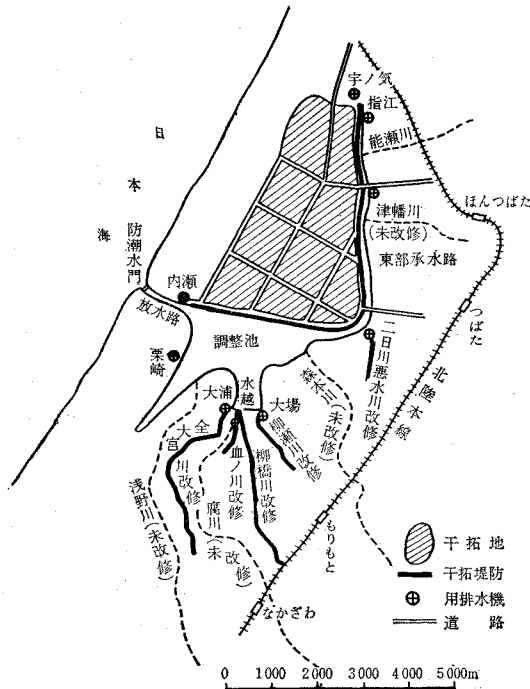 宇ノ気
指江
能瀬川
日本海
防潮水門
津幡川
(未改修)
ほんつばた
東部承水路
内瀬
放水路
つばた
調整池
二日川悪水川改修
粟崎
北陸本線
水越
大浦
大場
森本川(未改修)
柳瀬川改修
大宮川改修
全
血ノ川改修
柳橋川改修
浅野川(未改修)
腐川(未改修)
もりもと
なかざわ
干拓地
干拓堤防
用排水機
道路
0 1000 2000 3000 4000 5000m